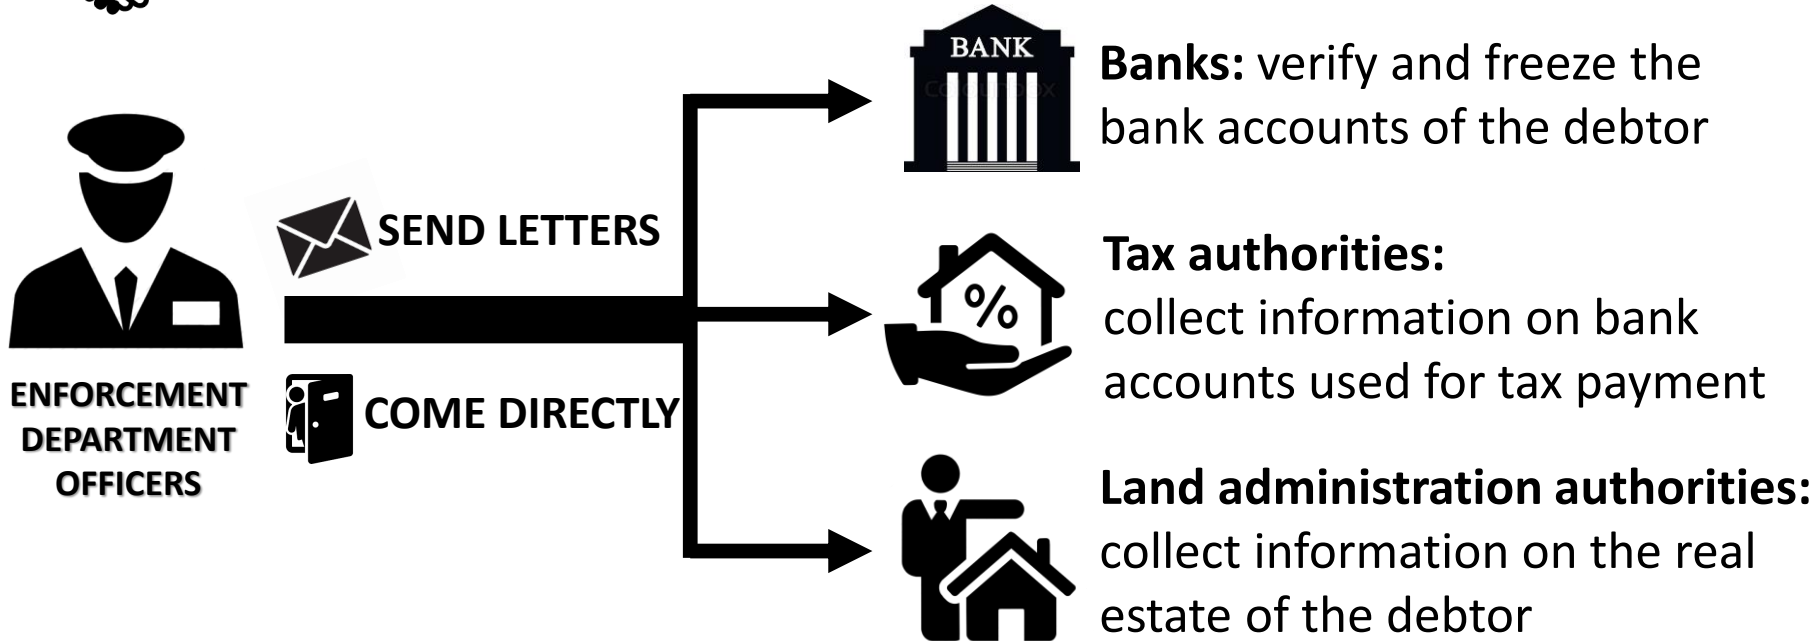 BANK
Banks: verify and freeze the
bank accounts of the debtor
SEND LETTERS
Tax authorities:
%
collect information on bank
accounts used for tax payment
ENFORCEMENT
DEPARTMENT
OFFICERS
COME DIRECTLY
Land administration authorities:
collect information on the real
estate of the debtor